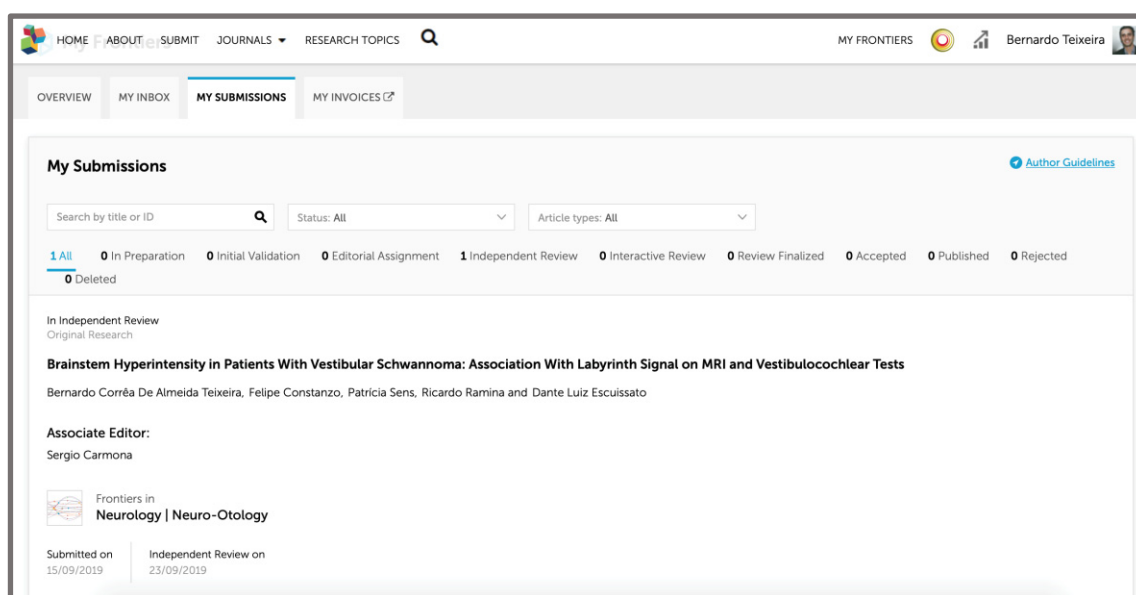 HOME ABOUT SUBMIT JOURNALS RESEARCH TOPICS MY FRONTIERS Bernardo Teixeira
My Frontiers
OVERVIEW MY INBOX MY SUBMISSIONS MY INVOICES
My Submissions Author Guidelines
Search by title or ID Status: All Article types: All
1 All 0 In Preparation 0 Initial Validation 0 Editorial Assignment 1 Independent Review 0 Interactive Review 0 Review Finalized 0 Accepted 0 Published 0 Rejected
0 Deleted
In Independent Review
Original Research
Brainstem Hyperintensity in Patients With Vestibular Schwannoma: Association With Labyrinth Signal on MRI and Vestibulocochlear Tests
Bernardo Corrêa De Almeida Teixeira, Felipe Constanzo, Patrícia Sens, Ricardo Ramina and Dante Luiz Escuissato
Associate Editor:
Sergio Carmona
Frontiers in
Neurology | Neuro-Otology
Submitted on Independent Review on
15/09/2019 23/09/2019